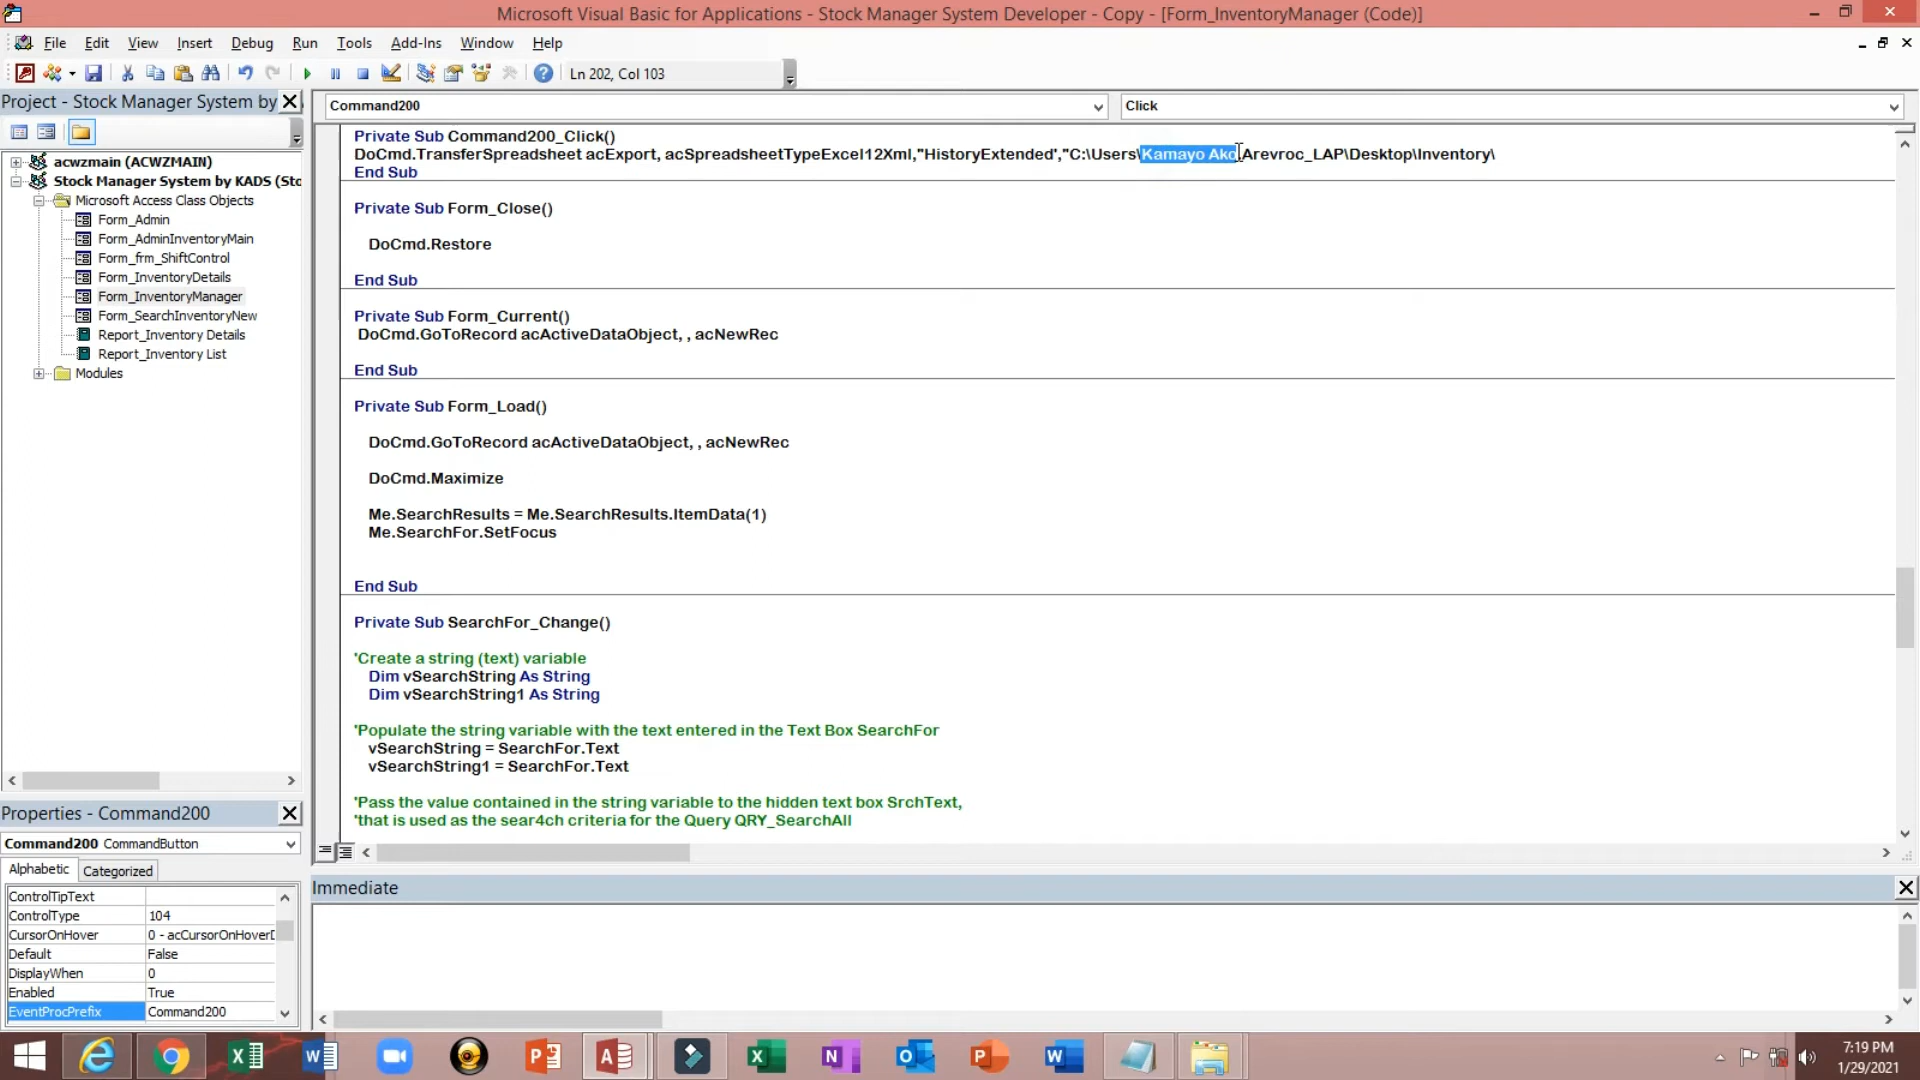 Microsoft Visual Basic for Applications - Stock Manager System Developer - Copy - [Form_InventoryManager (Code)]
File Edit View Insert Debug Run Tools Add-Ins Window Help
Ln 202, Col 103
Project - Stock Manager System by
acwzmain (ACWZMAIN)
Stock Manager System by KADS (Sto
Microsoft Access Class Objects
Form_Admin
Form_AdminInventoryMain
Form_frm_ShiftControl
Form_InventoryDetails
Form_InventoryManager
Form_SearchInventoryNew
Report_Inventory Details
Report_Inventory List
Modules
Properties - Command200
Command200 CommandButton
Alphabetic Categorized
ControlTipText
ControlType 104
CursorOnHover 0 - acCursorOnHoverD
Default False
DisplayWhen 0
Enabled True
EventProcPrefix Command200
Command200 Click
Private Sub Command200_Click()
DoCmd.TransferSpreadsheet acExport, acSpreadsheetTypeExcel12Xml,"HistoryExtended',"C:\Users\Kamayo Ako.Arevroc_LAP\Desktop\Inventory\
End Sub
Private Sub Form_Close()
DoCmd.Restore
End Sub
Private Sub Form_Current()
DoCmd.GoToRecord acActiveDataObject, , acNewRec
End Sub
Private Sub Form_Load()
DoCmd.GoToRecord acActiveDataObject, , acNewRec
DoCmd.Maximize
Me.SearchResults = Me.SearchResults.ItemData(1)
Me.SearchFor.SetFocus
End Sub
Private Sub SearchFor_Change()
'Create a string (text) variable
Dim vSearchString As String
Dim vSearchString1 As String
'Populate the string variable with the text entered in the Text Box SearchFor
vSearchString = SearchFor.Text
vSearchString1 = SearchFor.Text
'Pass the value contained in the string variable to the hidden text box SrchText,
'that is used as the sear4ch criteria for the Query QRY_SearchAll
Immediate
7:19 PM
1/29/2021